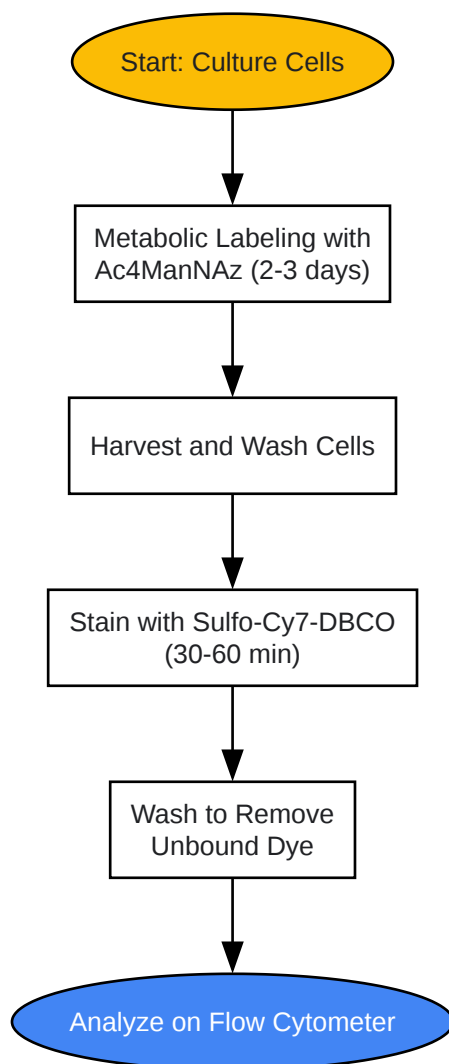 Start: Culture Cells
Metabolic Labeling with
Ac4ManNAz (2-3 days)
Harvest and Wash Cells
Stain with Sulfo-Cy7-DBCO
(30-60 min)
Wash to Remove
Unbound Dye
Analyze on Flow Cytometer